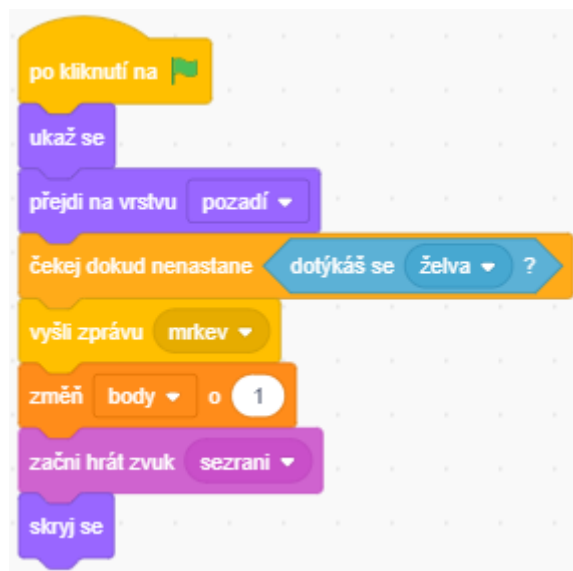 po kliknutí na
ukaž se
přejdi na vrstvu pozadí
čekej dokud nenastane dotýkáš se želva ?
vyšli zprávu mrkev
změň body o 1
začni hrát zvuk sezrani
skryj se